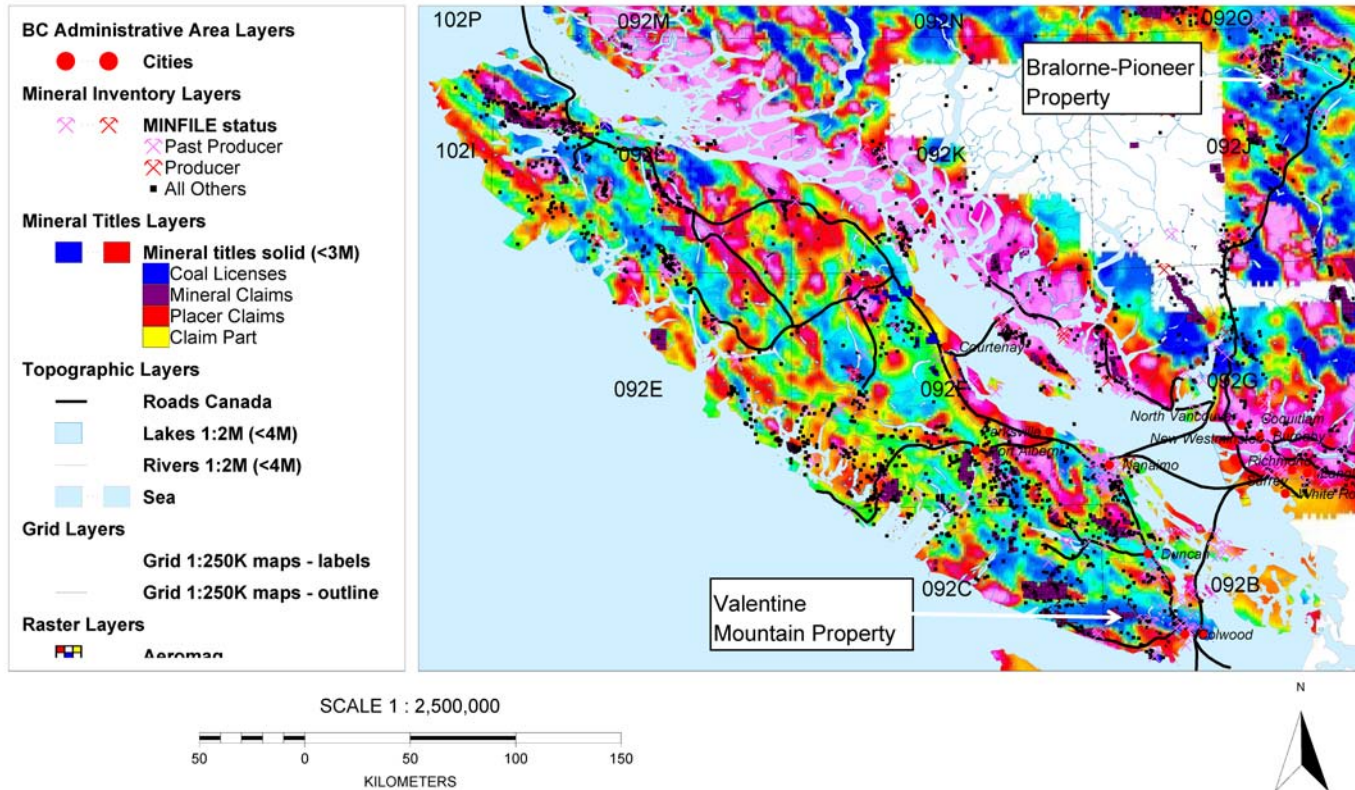 BC Administrative Area Layers
Cities
Mineral Inventory Layers
MINFILE status
Past Producer
Producer
All Others
Mineral Titles Layers
Mineral titles solid (<3M)
Coal Licenses
Mineral Claims
Placer Claims
Claim Part
Topographic Layers
Roads Canada
Lakes 1:2M (<4M)
Rivers 1:2M (<4M)
Sea
Grid Layers
Grid 1:250K maps - labels
Grid 1:250K maps - outline
Raster Layers
Aeromag
102P
092M
092N
092O
Bralorne-Pioneer
Property
102I
092L
092K
092J
Courtenay
092E
092F
092G
North Vancouver
Coquitlam
New Westminster
Burnaby
Parksville
Port Alberni
Richmond
Nanaimo
Surrey
White Ro
Duncan
092C
092B
Valentine
Mountain Property
Colwood
SCALE 1 : 2,500,000
50 0 50 100 150
KILOMETERS
N